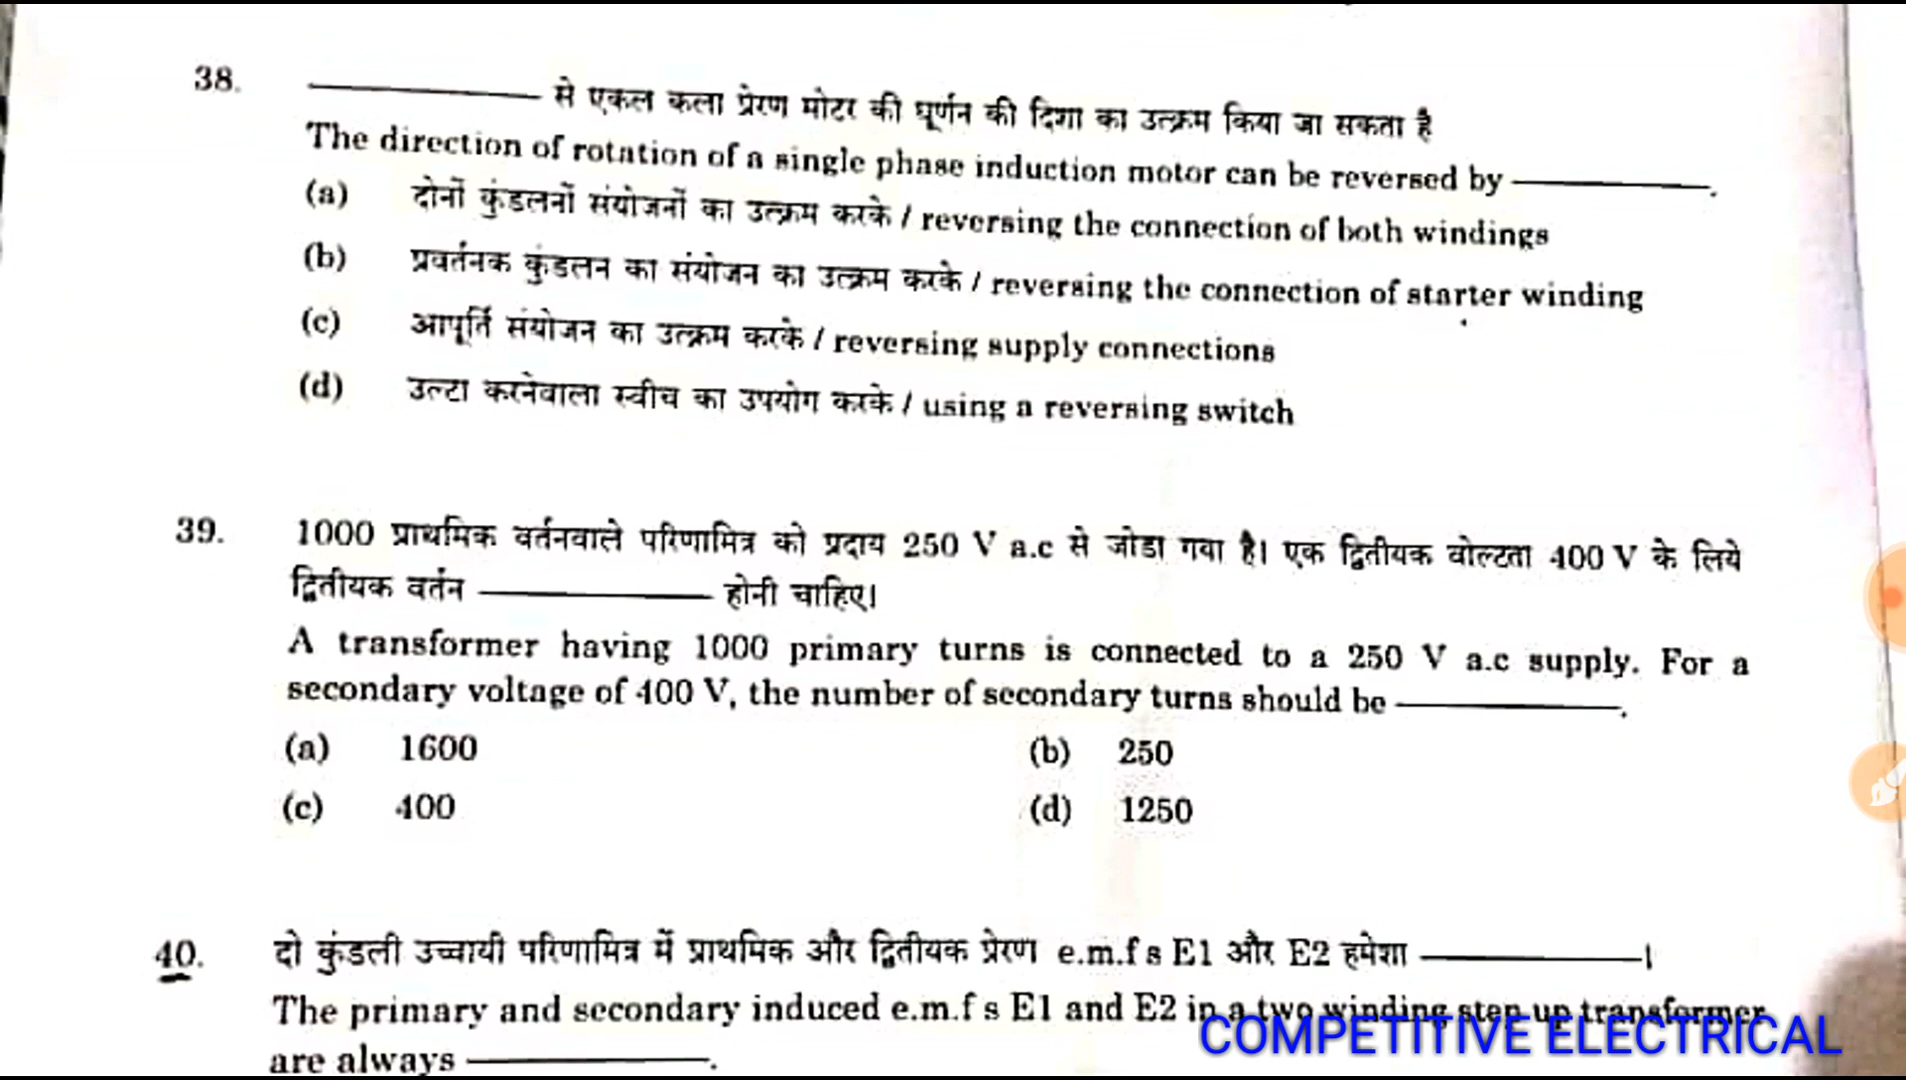 38. ____________ से एकल कला प्रेरण मोटर की घूर्णन की दिशा का उत्क्रम किया जा सकता है
The direction of rotation of a single phase induction motor can be reversed by ____________.
(a) दोनों कुंडलनों संयोजनों का उत्क्रम करके / reversing the connection of both windings
(b) प्रवर्तनक कुंडलन का संयोजन का उत्क्रम करके / reversing the connection of starter winding
(c) आपूर्ति संयोजन का उत्क्रम करके / reversing supply connections
(d) उल्टा करनेवाला स्वीच का उपयोग करके / using a reversing switch
39. 1000 प्राथमिक वर्तनवाले परिणामित्र को प्रदाय 250 V a.c से जोडा गया है। एक द्वितीयक वोल्टता 400 V के लिये
द्वितीयक वर्तन ____________ होनी चाहिए।
A transformer having 1000 primary turns is connected to a 250 V a.c supply. For a
secondary voltage of 400 V, the number of secondary turns should be ____________.
(a) 1600 (b) 250
(c) 400 (d) 1250
40. दो कुंडली उच्चायी परिणामित्र में प्राथमिक और द्वितीयक प्रेरण e.m.f s E1 और E2 हमेशा ____________।
The primary and secondary induced e.m.f s E1 and E2 in a two winding step up transformer
are always ____________.
COMPETITIVE ELECTRICAL